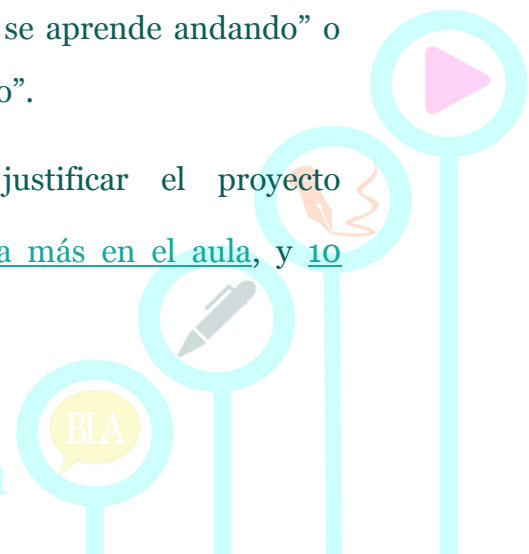 se aprende andando” o
o”.
justificar el proyecto
a más en el aula, y 10
BLA